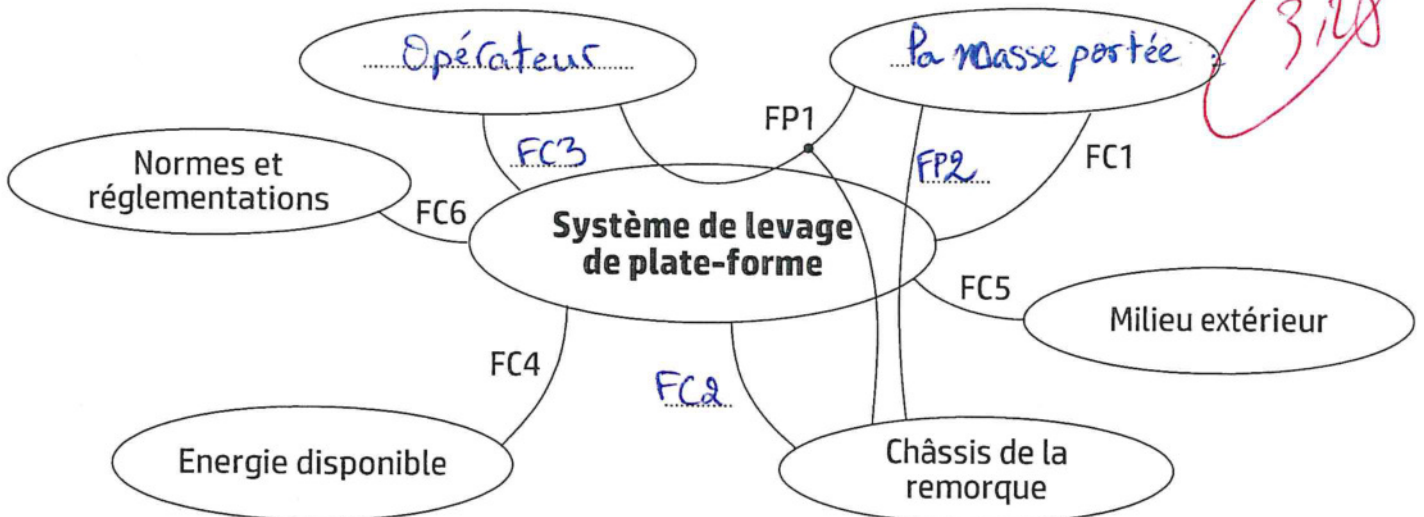 Opérateur
la masse portée
FP1
FC3
FP2
FC1
Normes et
réglementations
FC6
Système de levage
de plate-forme
FC5
Milieu extérieur
FC4
FC2
Energie disponible
Châssis de la
remorque